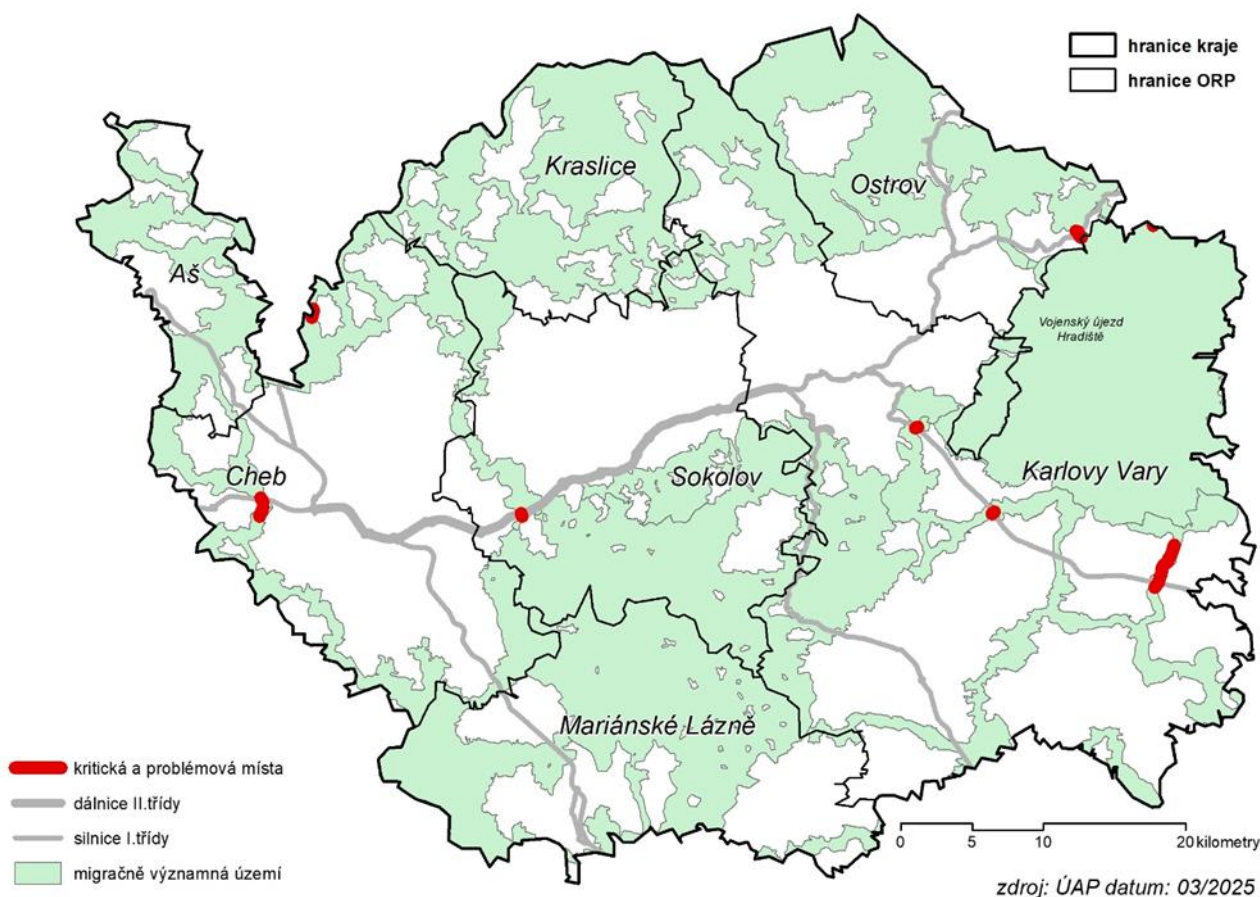 hranice kraje
hranice ORP
Kraslice
Ostrov
Aš
Vojenský újezd
Hradiště
Cheb
Sokolov
Karlovy Vary
Mariánské Lázně
kritická a problémová místa
dálnice II.třídy
silnice I.třídy
migračně významná území
0 5 10 20 kilometry
zdroj: ÚAP datum: 03/2025